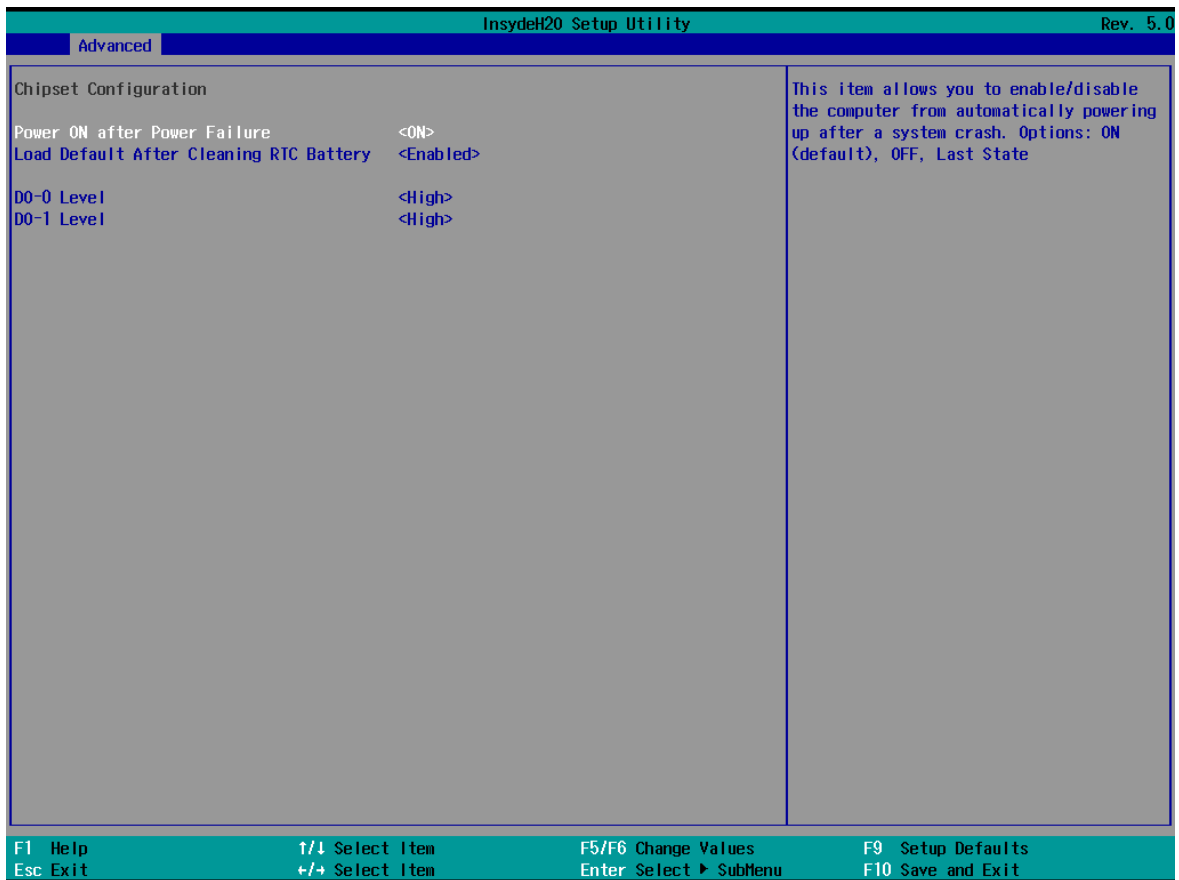 InsydeH2O Setup Utility Rev. 5.0
Advanced
Chipset Configuration
Power ON after Power Failure <ON>
Load Default After Cleaning RTC Battery <Enabled>
DO-0 Level <High>
DO-1 Level <High>
This item allows you to enable/disable
the computer from automatically powering
up after a system crash. Options: ON
(default), OFF, Last State
F1 Help ↑/↓ Select Item F5/F6 Change Values F9 Setup Defaults
Esc Exit ←/→ Select Item Enter Select ▶ SubMenu F10 Save and Exit